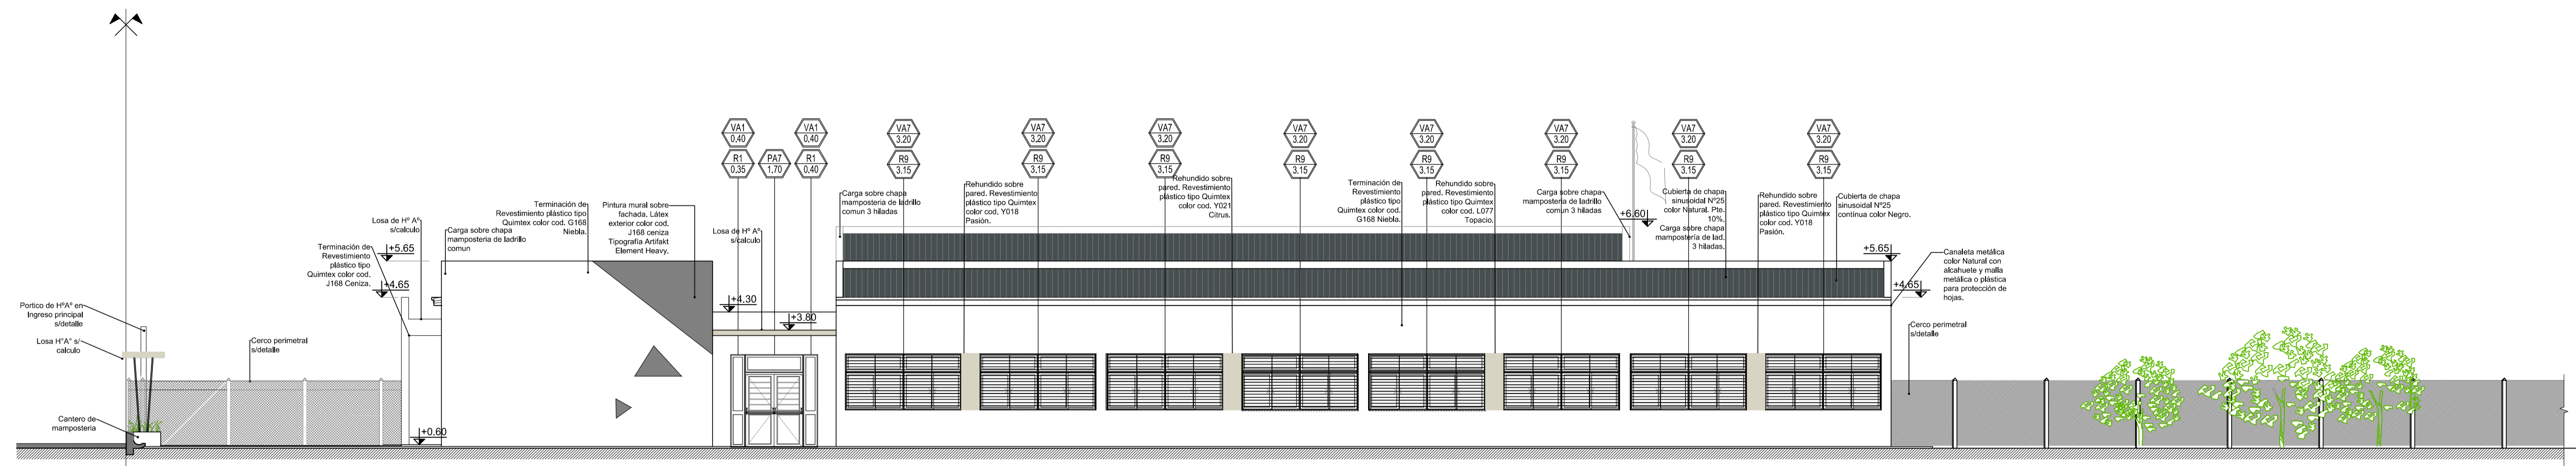 Portico de HºAº en
Ingreso principal
s/detalle
Losa HºAº s/
calculo
Cantero de
mamposteria
Cerco perimetral
s/detalle
Terminación de
Revestimiento
plástico tipo
Quimtex color cod.
J168 Ceniza.
Losa de Hº Aº
s/calculo
+5.65
+4.65
+0.60
Carga sobre chapa
mamposteria de ladrillo
comun
Terminación de
Revestimiento plástico tipo
Quimtex color cod. G168
Niebla.
Pintura mural sobre
fachada. Látex
exterior color cod.
J168 ceniza
Tipografía Artifakt
Element Heavy.
Losa de Hº Aº
s/calculo
+4.30
+3.80
VA1
0,40
R1
0,35
PA7
1,70
VA1
0,40
R1
0,40
VA7
3.20
R9
3.15
Carga sobre chapa
mamposteria de ladrillo
comun 3 hiladas
Rehundido sobre
pared. Revestimiento
plástico tipo Quimtex
color cod. Y018
Pasión.
VA7
3.20
R9
3.15
VA7
3.20
R9
3.15
Rehundido sobre
pared. Revestimiento
plástico tipo Quimtex
color cod. Y021
Citrus.
VA7
3.20
R9
3.15
Terminación de
Revestimiento
plástico tipo
Quimtex color cod.
G168 Niebla.
VA7
3.20
R9
3.15
Rehundido sobre
pared. Revestimiento
plástico tipo Quimtex
color cod. L077
Topacio.
VA7
3.20
R9
3.15
Carga sobre chapa
mamposteria de ladrillo
comun 3 hiladas
+6.60
VA7
3.20
R9
3.15
Cubierta de chapa
sinusoidal Nº25
color Natural. Pte.
10%.
Carga sobre chapa
mampostería de lad.
3 hiladas.
Rehundido sobre
pared. Revestimiento
plástico tipo Quimtex
color cod. Y018
Pasión.
VA7
3.20
R9
3.15
Cubierta de chapa
sinusoidal Nº25
contínua color Negro.
+5.65
+4.65
Canaleta metálica
color Natural con
alcahuete y malla
metálica o plástica
para protección de
hojas.
Cerco perimetral
s/detalle